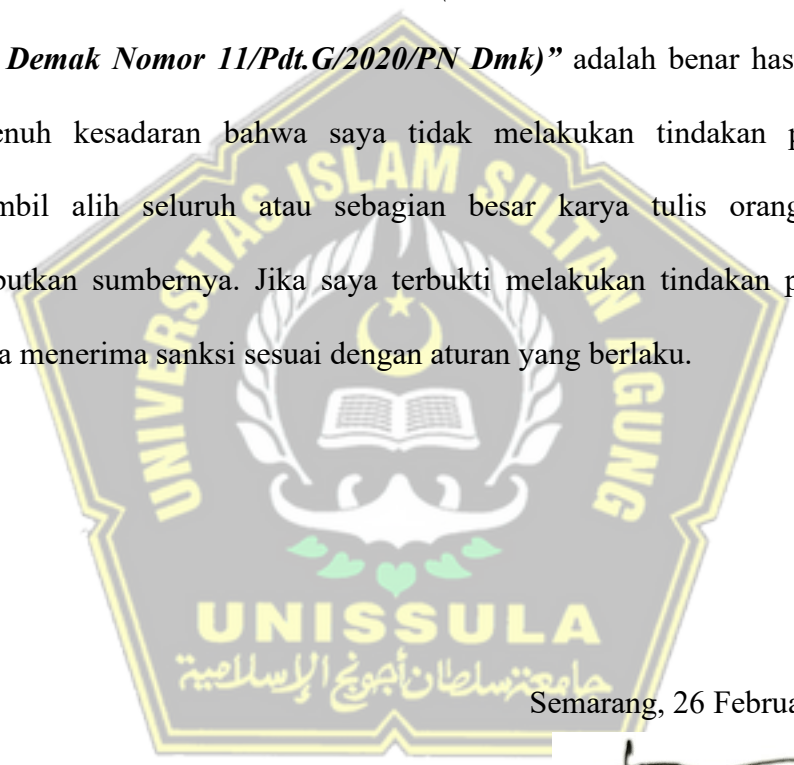 Demak Nomor 11/Pdt.G/2020/PN Dmk)” adalah benar has
enuh kesadaran bahwa saya tidak melakukan tindakan p
mbil alih seluruh atau sebagian besar karya tulis orang
butkan sumbernya. Jika saya terbukti melakukan tindakan p
a menerima sanksi sesuai dengan aturan yang berlaku.
UNIVERSITAS ISLAM SULTAN AGUNG
UNISSULA
جامعتسلطان أجونج الإسلامية
Semarang, 26 Februa